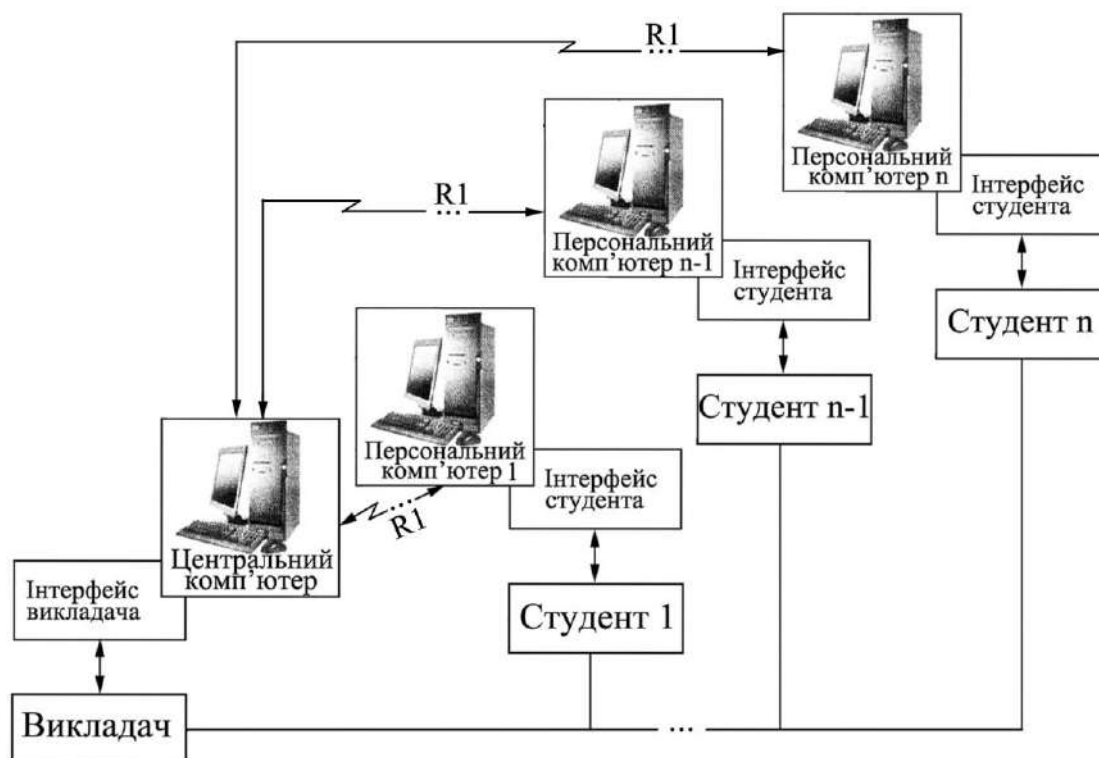 R1
...
Персональний
комп’ютер n
Інтерфейс
студента
Студент n
R1
...
Персональний
комп’ютер n-1
Інтерфейс
студента
Студент n-1
Персональний
комп’ютер 1
Інтерфейс
студента
Студент 1
...
R1
Центральний
комп’ютер
Інтерфейс
викладача
Викладач
...